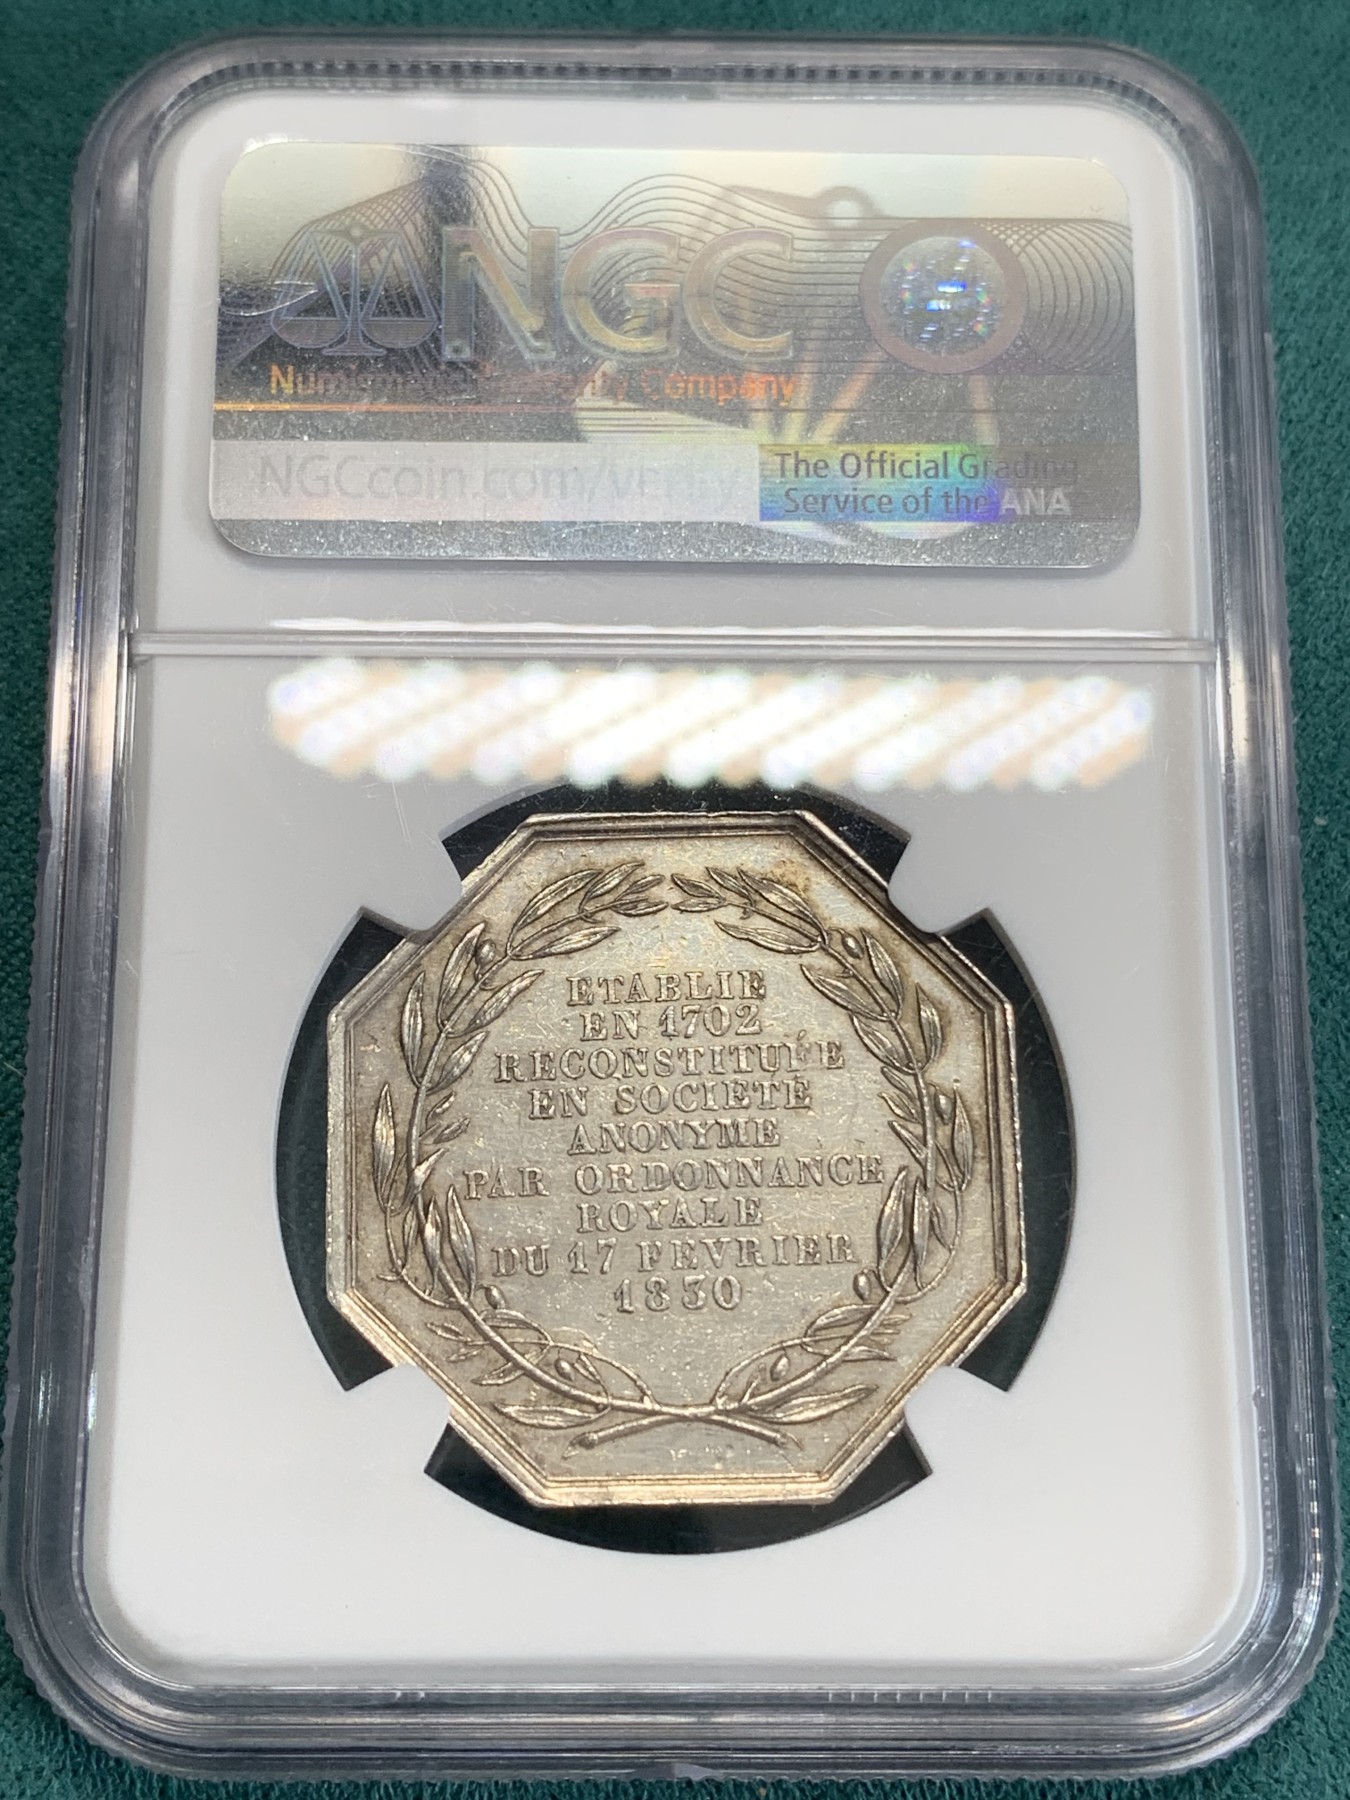 NGC
Numismatic Guaranty Company
NGCcoin.com/verify
The Official Grading
Service of the ANA
ETABLIE
EN 1702
RECONSTITUÉE
EN SOCIETÉ
ANONYME
PAR ORDONNANCE
ROYALE
DU 17 FEVRIER
1830